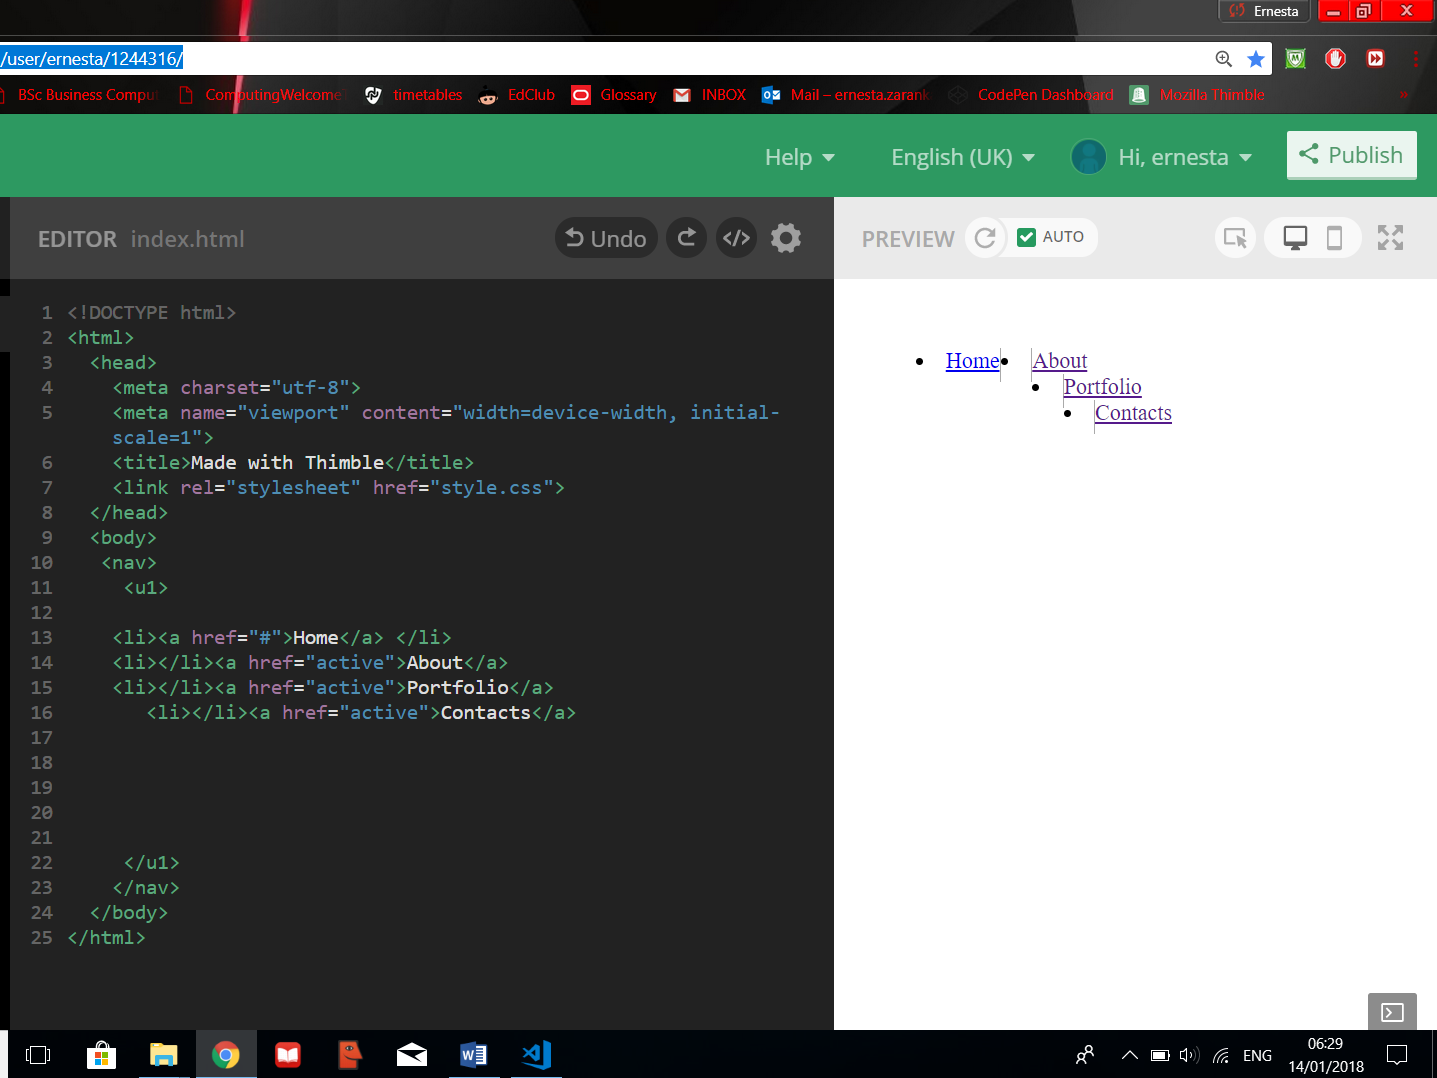 Ernesta
/user/ernesta/1244316/
BSc Business Comput ComputingWelcome timetables EdClub Glossary INBOX Mail – ernesta.zarank CodePen Dashboard Mozilla Thimble »
Help English (UK) Hi, ernesta Publish
EDITOR index.html Undo </> PREVIEW AUTO
1 <!DOCTYPE html>
2 <html>
3 <head>
4 <meta charset="utf-8">
5 <meta name="viewport" content="width=device-width, initial-
scale=1">
6 <title>Made with Thimble</title>
7 <link rel="stylesheet" href="style.css">
8 </head>
9 <body>
10 <nav>
11 <u1>
12
13 <li><a href="#">Home</a> </li>
14 <li></li><a href="active">About</a>
15 <li></li><a href="active">Portfolio</a>
16 <li></li><a href="active">Contacts</a>
17
18
19
20
21
22 </u1>
23 </nav>
24 </body>
25 </html>
• Home • About
• Portfolio
• Contacts
ENG 06:29
14/01/2018